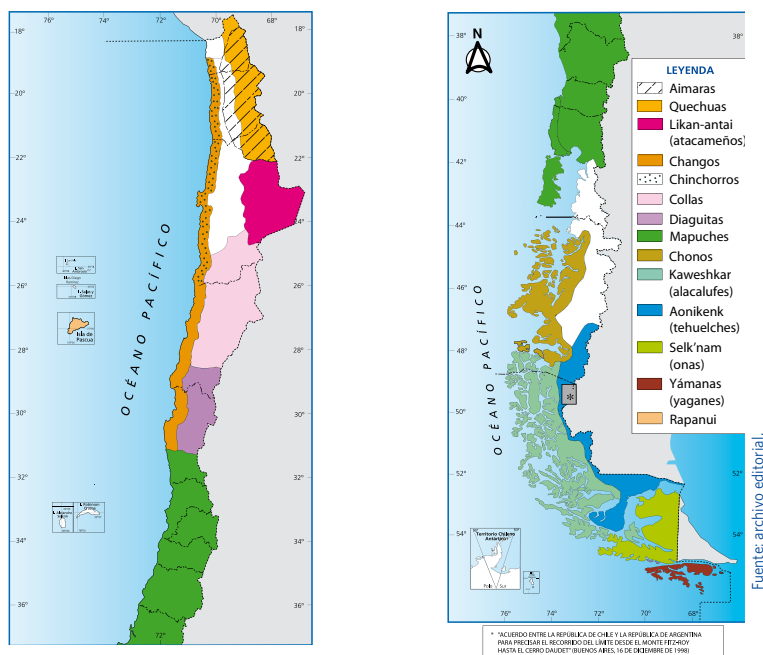 76°
74°
70°
68°
18°
18°
20°
20°
22°
22°
24°
24°
26°
26°
28°
28°
30°
30°
32°
32°
34°
34°
36°
36°
72°
OCÉANO PACÍFICO
Isla de
Pascua
N
38°
38°
40°
42°
44°
46°
48°
50°
52°
52°
54°
54°
76°
74°
72°
70°
68°
OCÉANO PACÍFICO
*
LEYENDA
Aimaras
Quechuas
Likan-antai
(atacameños)
Changos
Chinchorros
Collas
Diaguitas
Mapuches
Chonos
Kaweshkar
(alacalufes)
Aonikenk
(tehuelches)
Selk'nam
(onas)
Yámanas
(yaganes)
Rapanui
Territorio Chileno
Antártico
Polo Sur
* "ACUERDO ENTRE LA REPÚBLICA DE CHILE Y LA REPÚBLICA DE ARGENTINA
PARA PRECISAR EL RECORRIDO DEL LÍMITE DESDE EL MONTE FITZ-ROY
HASTA EL CERRO DAUDET" (BUENOS AIRES, 16 DE DICIEMBRE DE 1998)
Fuente: archivo editorial.